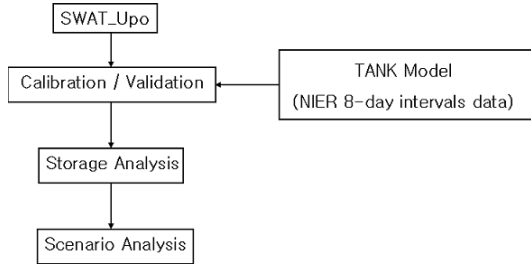 SWAT_Upo
Calibration / Validation
TANK Model
(NIER 8-day intervals data)
Storage Analysis
Scenario Analysis